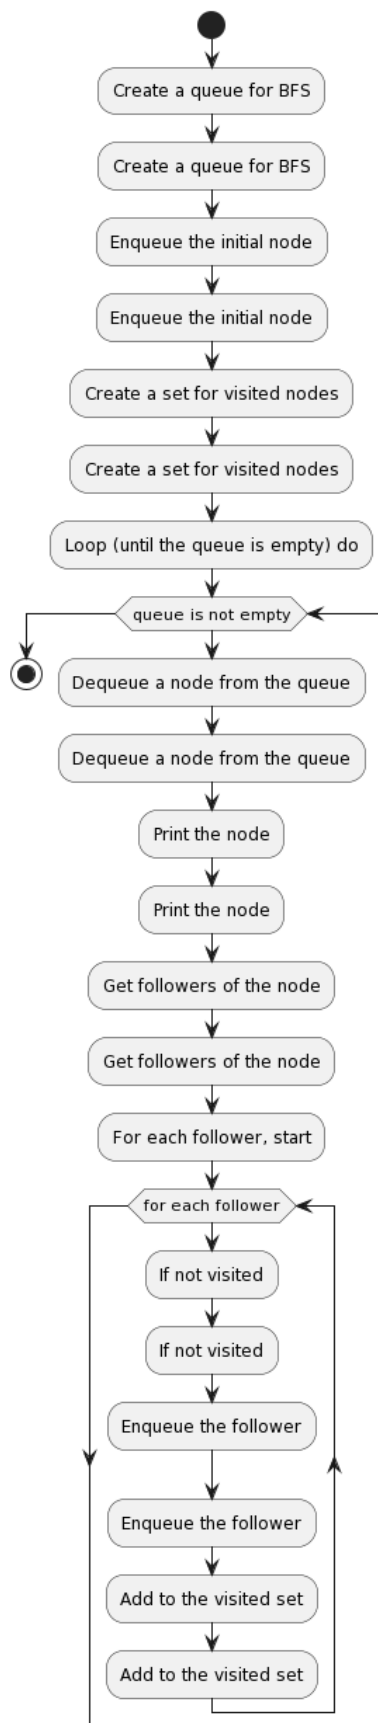 Create a queue for BFS
Create a queue for BFS
Enqueue the initial node
Enqueue the initial node
Create a set for visited nodes
Create a set for visited nodes
Loop (until the queue is empty) do
queue is not empty
Dequeue a node from the queue
Dequeue a node from the queue
Print the node
Print the node
Get followers of the node
Get followers of the node
For each follower, start
for each follower
If not visited
If not visited
Enqueue the follower
Enqueue the follower
Add to the visited set
Add to the visited set